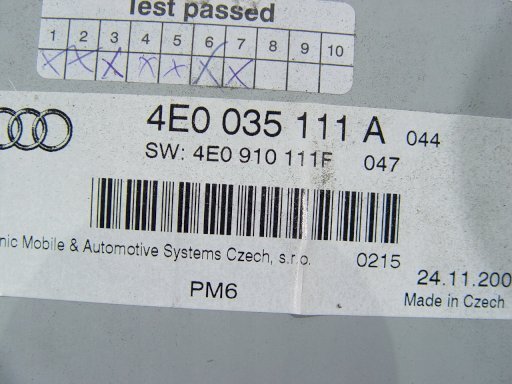 Test passed
1 2 3 4 5 6 7 8 9 10
x x x x x x x
4E0 035 111 A 044
SW: 4E0 910 111F 047
Mobile & Automotive Systems Czech, s.r.o. 0215
24.11.200
PM6
Made in Czech